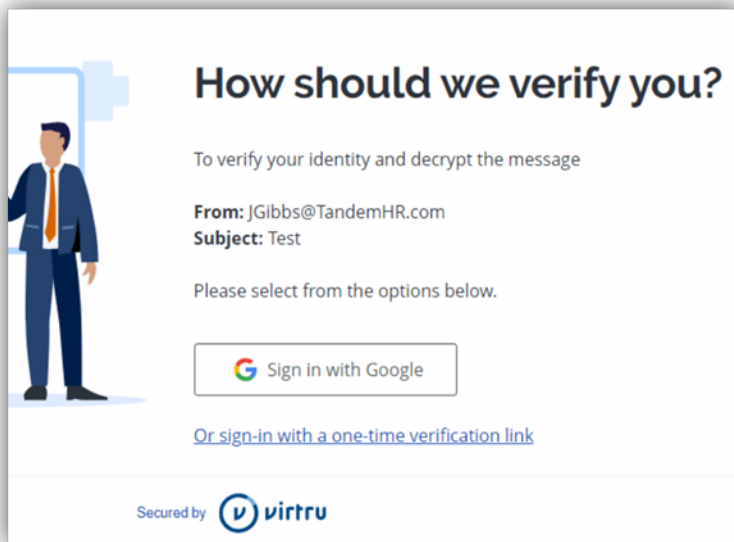 How should we verify you?
To verify your identity and decrypt the message
From: JGibbs@TandemHR.com
Subject: Test
Please select from the options below.
Sign in with Google
Or sign-in with a one-time verification link
Secured by virtru